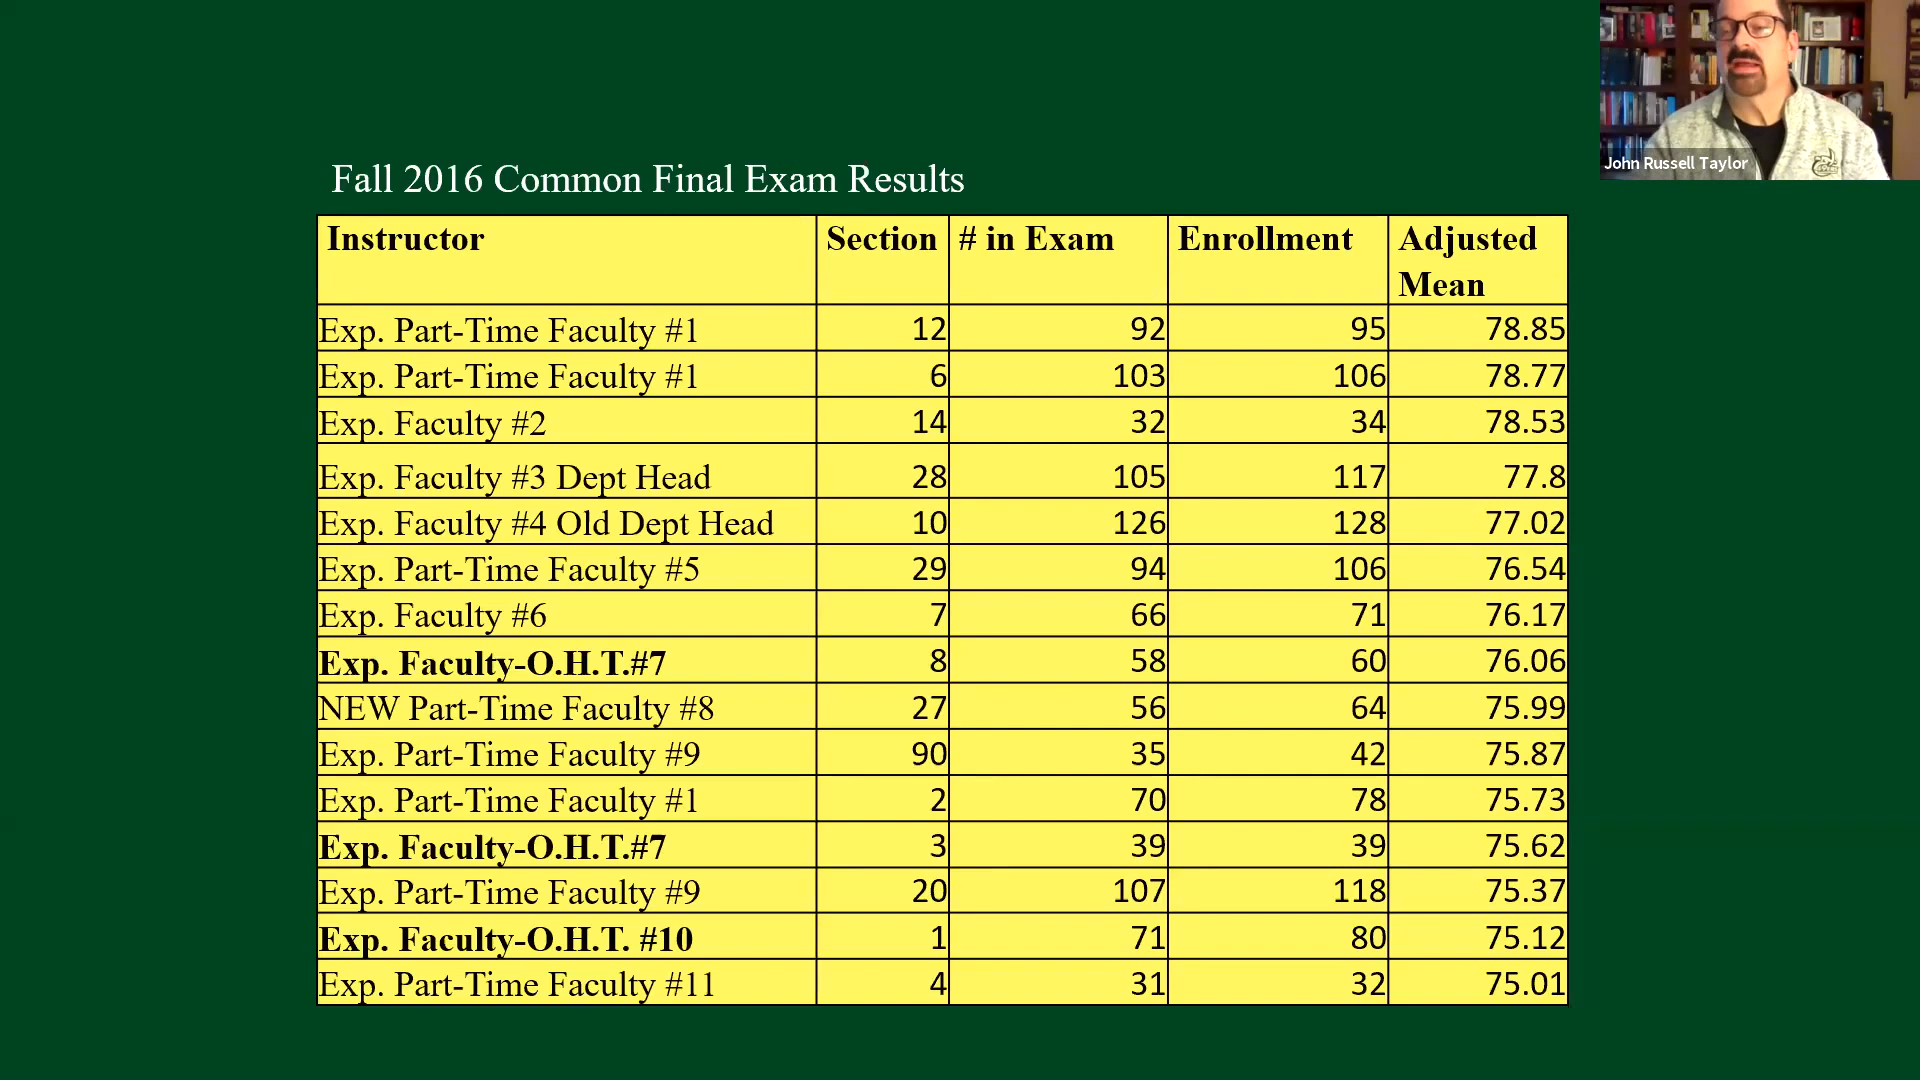 John Russell Taylor
Fall 2016 Common Final Exam Results
Instructor Section # in Exam Enrollment Adjusted Mean
Exp. Part-Time Faculty #1 12 92 95 78.85
Exp. Part-Time Faculty #1 6 103 106 78.77
Exp. Faculty #2 14 32 34 78.53
Exp. Faculty #3 Dept Head 28 105 117 77.8
Exp. Faculty #4 Old Dept Head 10 126 128 77.02
Exp. Part-Time Faculty #5 29 94 106 76.54
Exp. Faculty #6 7 66 71 76.17
Exp. Faculty-O.H.T.#7 8 58 60 76.06
NEW Part-Time Faculty #8 27 56 64 75.99
Exp. Part-Time Faculty #9 90 35 42 75.87
Exp. Part-Time Faculty #1 2 70 78 75.73
Exp. Faculty-O.H.T.#7 3 39 39 75.62
Exp. Part-Time Faculty #9 20 107 118 75.37
Exp. Faculty-O.H.T. #10 1 71 80 75.12
Exp. Part-Time Faculty #11 4 31 32 75.01